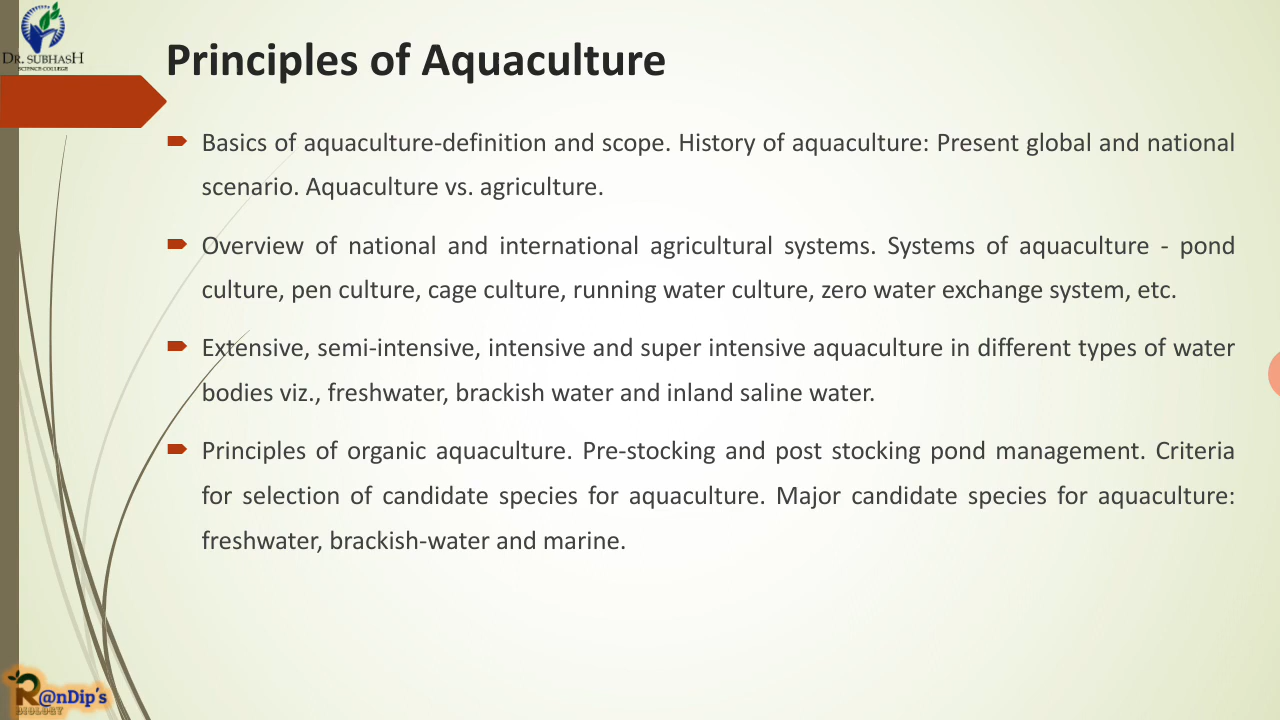 DR. SUBHASH
SCIENCE COLLEGE
Principles of Aquaculture
Basics of aquaculture-definition and scope. History of aquaculture: Present global and national
scenario. Aquaculture vs. agriculture.
Overview of national and international agricultural systems. Systems of aquaculture - pond
culture, pen culture, cage culture, running water culture, zero water exchange system, etc.
Extensive, semi-intensive, intensive and super intensive aquaculture in different types of water
bodies viz., freshwater, brackish water and inland saline water.
Principles of organic aquaculture. Pre-stocking and post stocking pond management. Criteria
for selection of candidate species for aquaculture. Major candidate species for aquaculture:
freshwater, brackish-water and marine.
R@nDip's
BIOLOGY